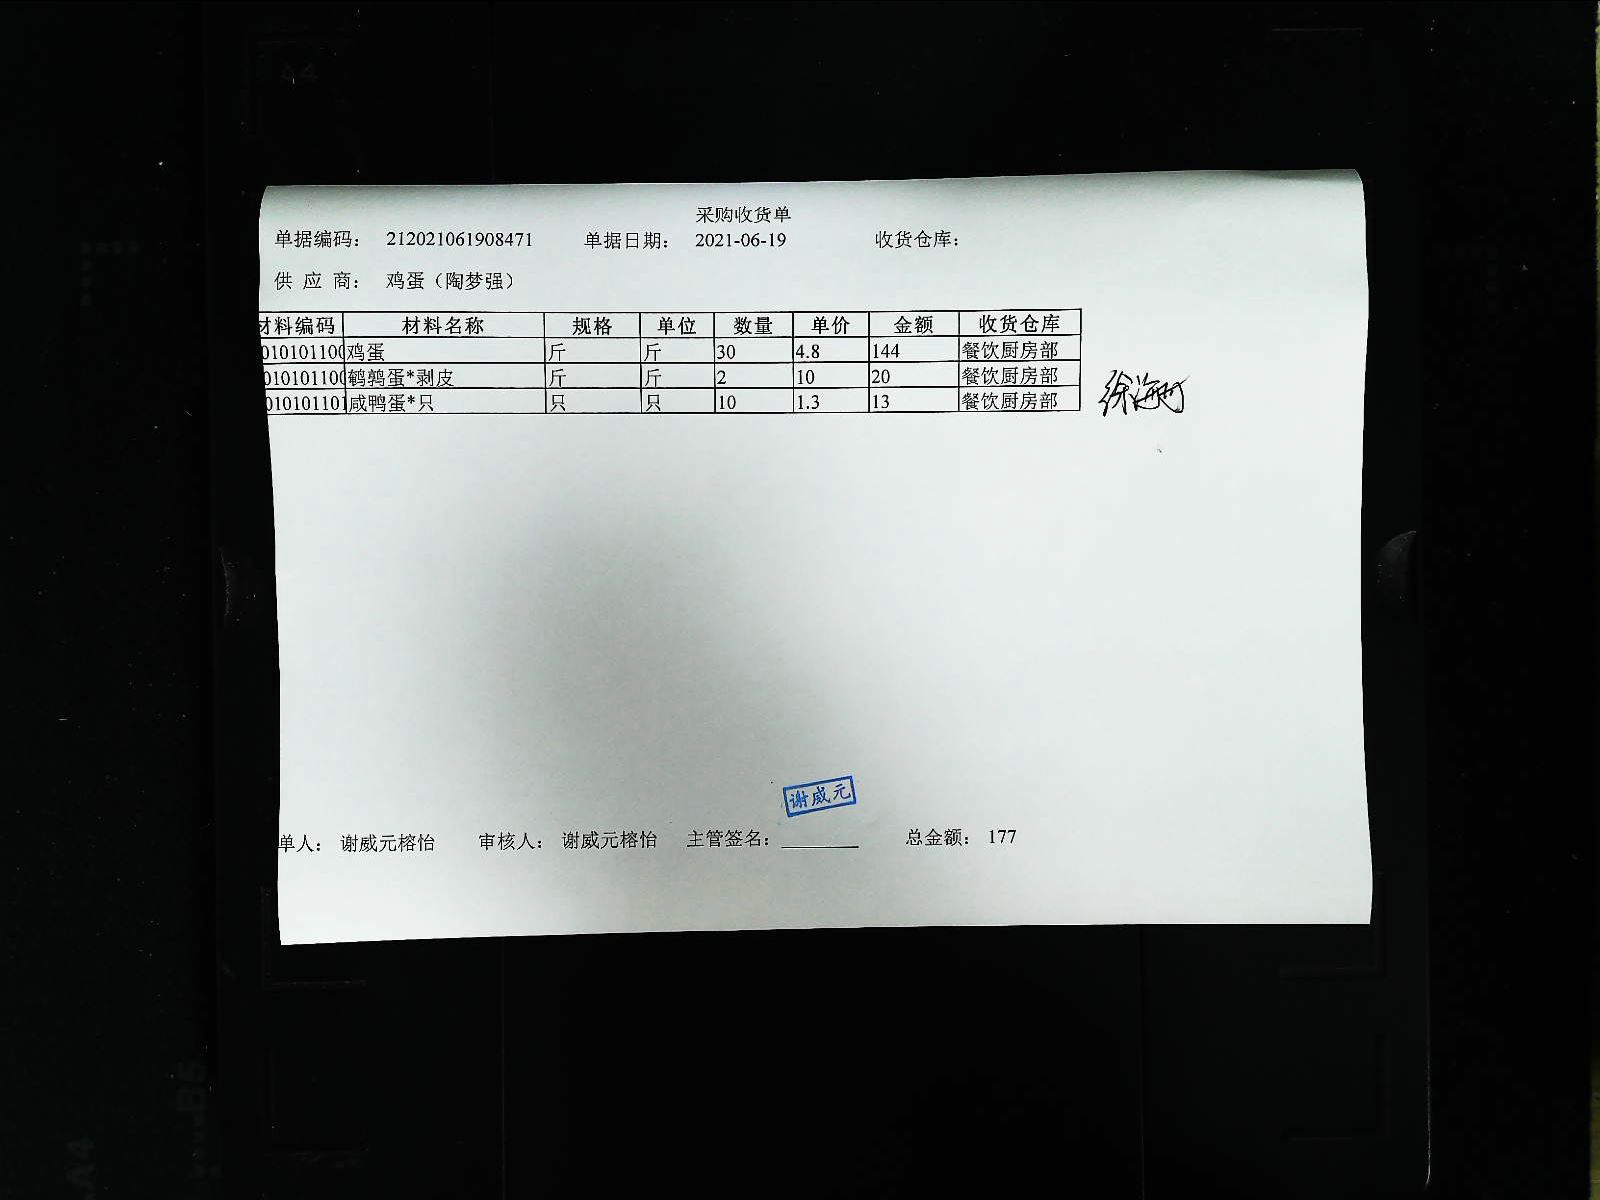 采购收货单
单据编码： 212021061908471 单据日期： 2021-06-19 收货仓库：
供 应 商： 鸡蛋（陶梦强）
材料编码 材料名称 规格 单位 数量 单价 金额 收货仓库
010101100 鸡蛋 斤 斤 30 4.8 144 餐饮厨房部
010101100 鹌鹑蛋*剥皮 斤 斤 2 10 20 餐饮厨房部
010101101 咸鸭蛋*只 只 只 10 1.3 13 餐饮厨房部
谢威元
单人： 谢威元榕怡 审核人： 谢威元榕怡 主管签名： 总金额： 177
A4